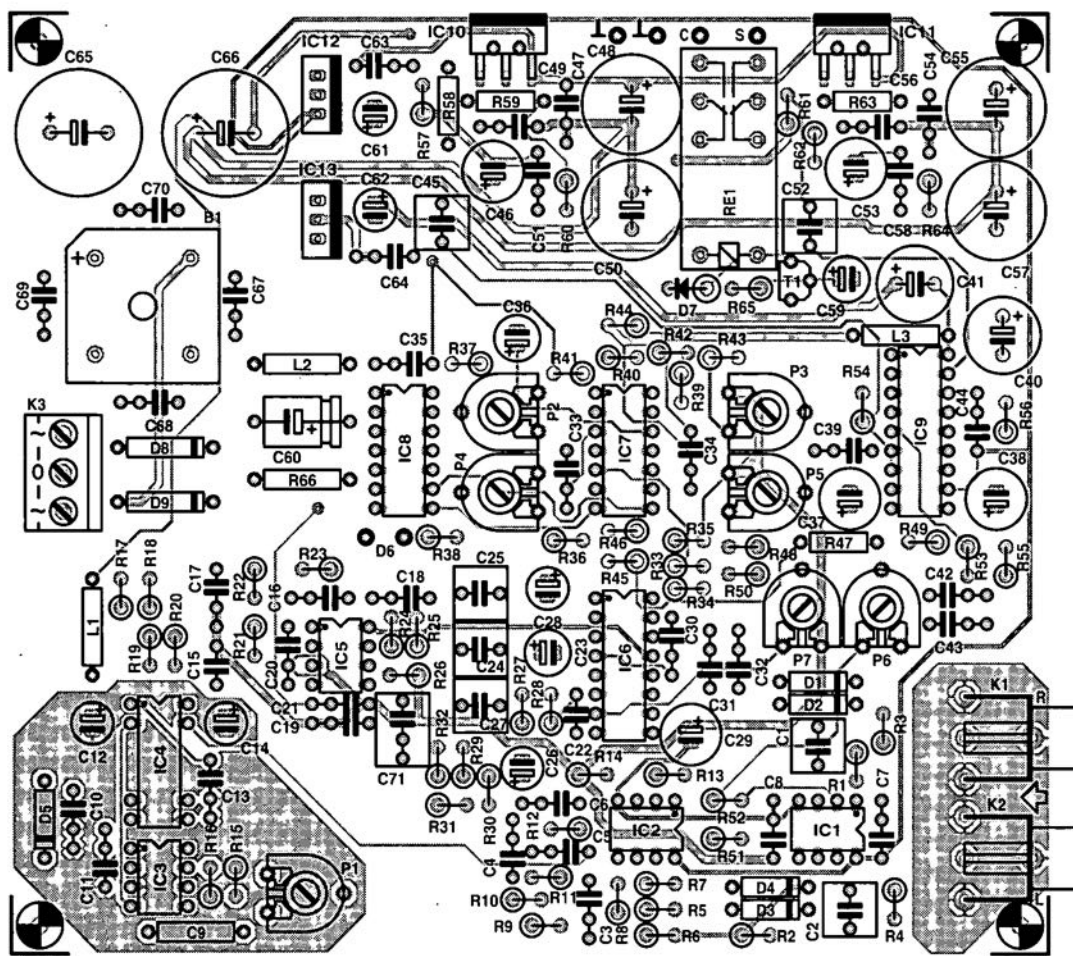 C65
C66
IC12
C63
IC10
C48
C
S
IC11
C54
C55
C49
C47
C56
R58
R59
R61
R63
R57
C61
R62
IC13
C62
C45
C46
C52
C53
C70
B1
RE1
C51
R60
C58
R64
C69
C67
C64
C50
T1
C41
C57
D7
R65
C59
C36
R44
R42
R43
L3
L2
C35
R37
R41
R40
R39
P3
R54
C40
K3
~
O
~
C68
P2
C33
C34
C39
IC9
C44
R56
D8
C60
IC8
IC7
C38
P4
P5
R66
D9
C37
R17
R18
D6
R38
R36
R46
R35
R48
R47
R49
R53
R55
C17
R22
R23
C25
R45
R33
R50
P7
P6
C42
L1
R20
C16
C18
R24
R25
R34
R19
C15
R21
C20
IC5
C28
C24
C23
IC6
C30
C43
R26
R27
R28
C32
C31
D1
D2
K1
R
C21
C19
C27
R32
R29
C22
R14
C29
C1
R3
C12
IC4
C14
C71
C26
R13
R1
C7
K2
D5
C10
C13
R31
R30
C6
R52
C8
R16
R15
R12
C5
IC2
IC1
C11
IC3
P1
C4
R51
R10
R11
R7
D4
D3
C9
R9
C3
R8
R5
R6
R2
C2
R4
L